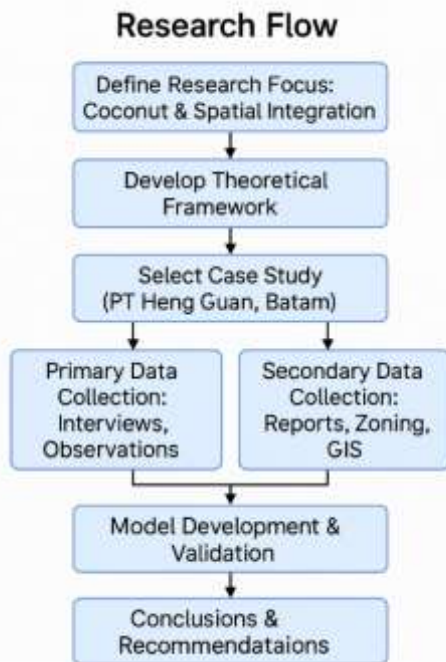 Research Flow
Define Research Focus:
Coconut & Spatial Integration
Develop Theoretical
Framework
Select Case Study
(PT Heng Guan, Batam)
Primary Data
Collection:
Interviews,
Observations
Secondary Data
Collection:
Reports, Zoning,
GIS
Model Development &
Validation
Conclusions &
Recommendataions